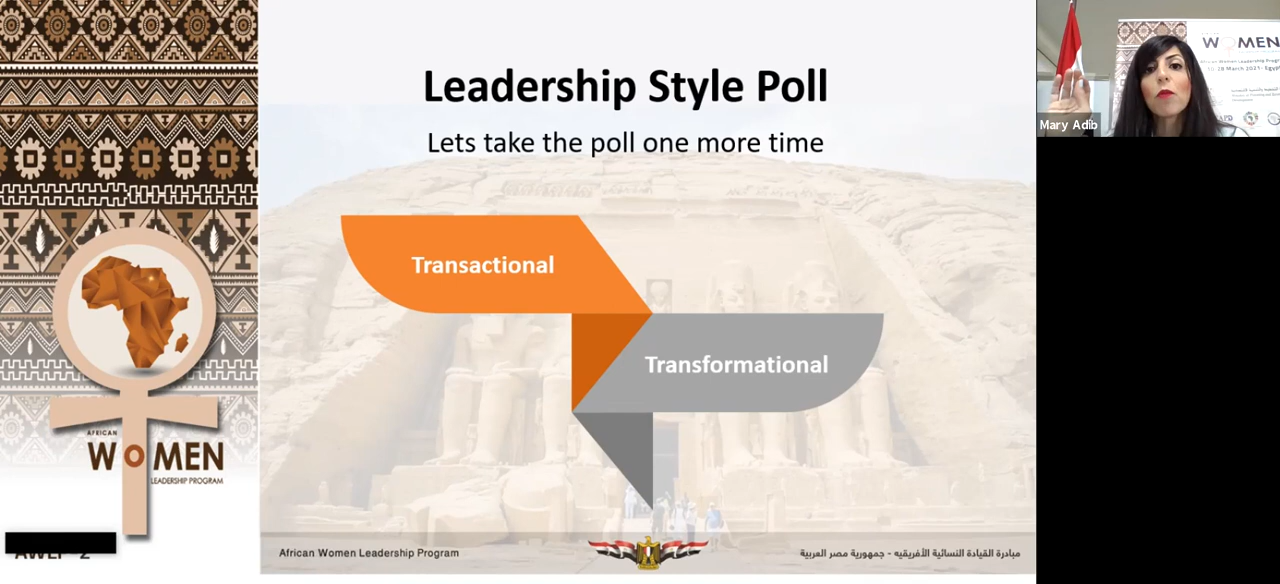 Leadership Style Poll
Lets take the poll one more time
Transactional
Transformational
AFRICAN
WOMEN
LEADERSHIP PROGRAM
African Women Leadership Program
مبادرة القيادة النسائية الأفريقيه - جمهورية مصر العربية
WOMEN
Mary Adib